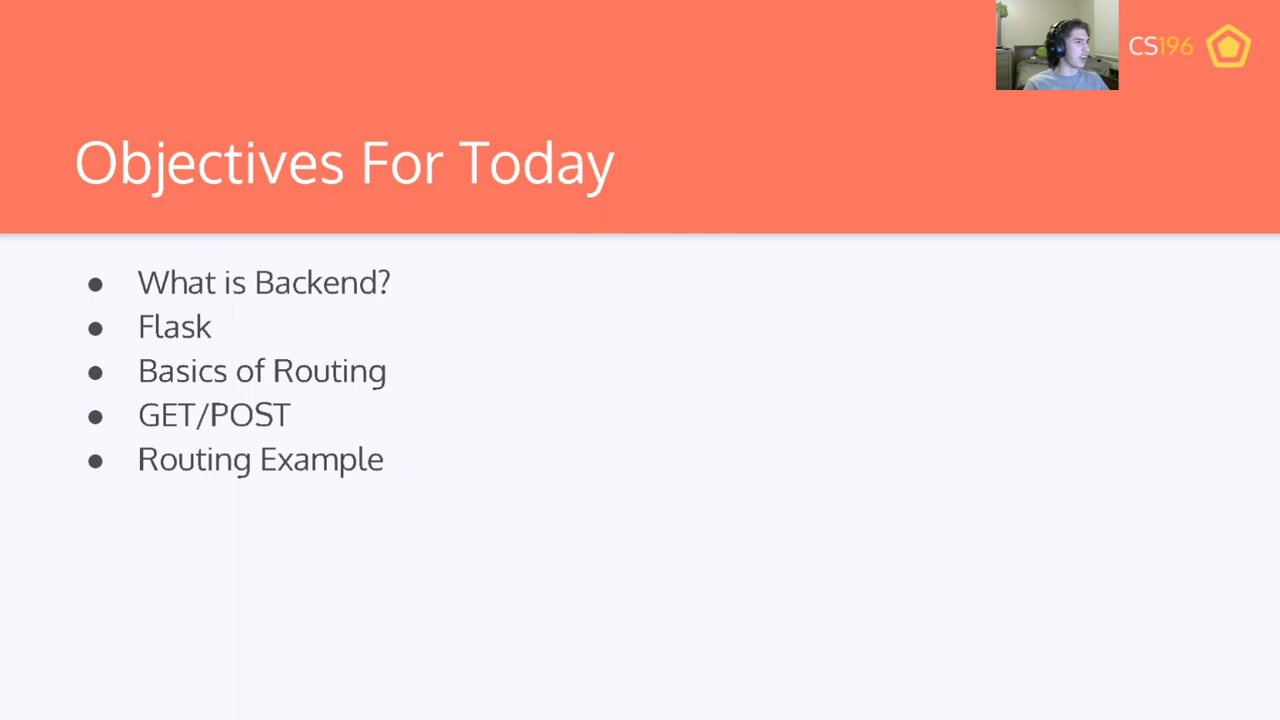 CS196
Objectives For Today
● What is Backend?
● Flask
● Basics of Routing
● GET/POST
● Routing Example